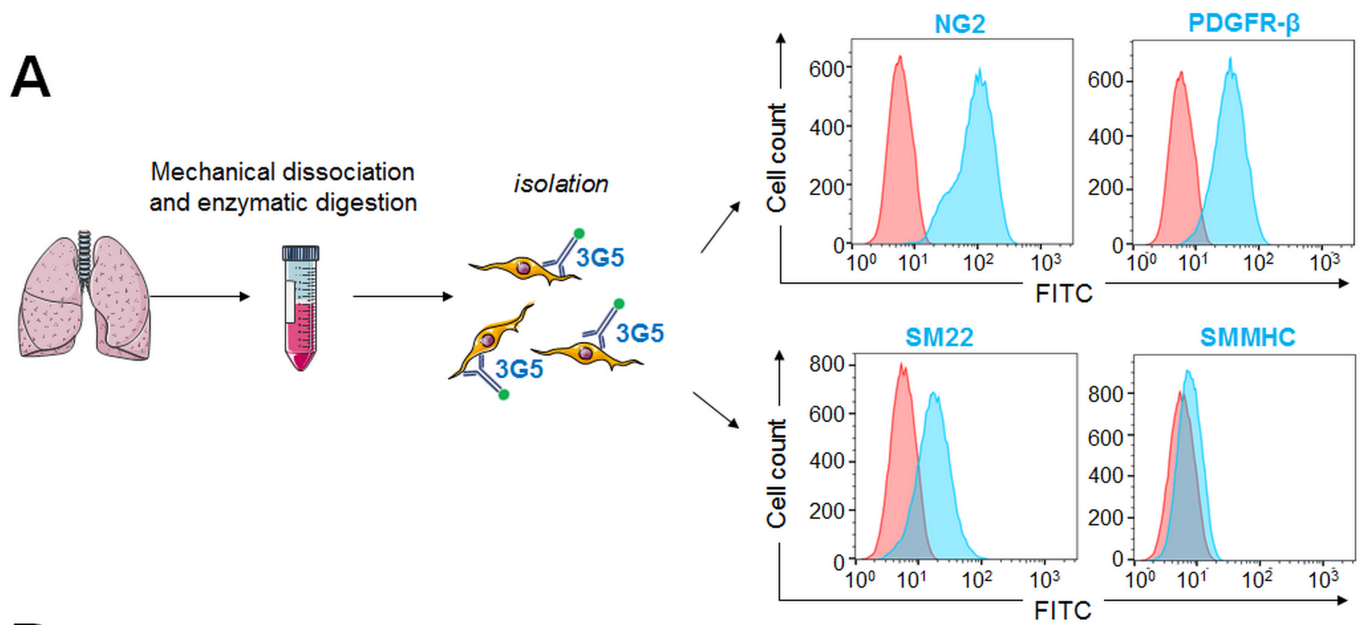 A
Mechanical dissociation
and enzymatic digestion
isolation
3G5
3G5
3G5
NG2
PDGFR-β
Cell count
600
400
200
0
10⁰ 10¹ 10² 10³
600
400
200
0
10⁰ 10¹ 10² 10³
FITC
SM22
SMMHC
Cell count
800
600
400
200
0
10⁰ 10¹ 10² 10³
800
600
400
200
0
10⁰ 10¹ 10² 10³
FITC